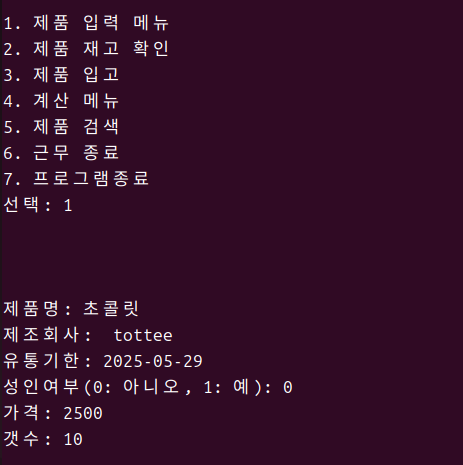 1. 제품 입력 메뉴
2. 제품 재고 확인
3. 제품 입고
4. 계산 메뉴
5. 제품 검색
6. 근무 종료
7. 프로그램종료
선택: 1
제품명: 초콜릿
제조회사:  tottee
유통기한: 2025-05-29
성인여부(0: 아니오, 1: 예): 0
가격: 2500
갯수: 10